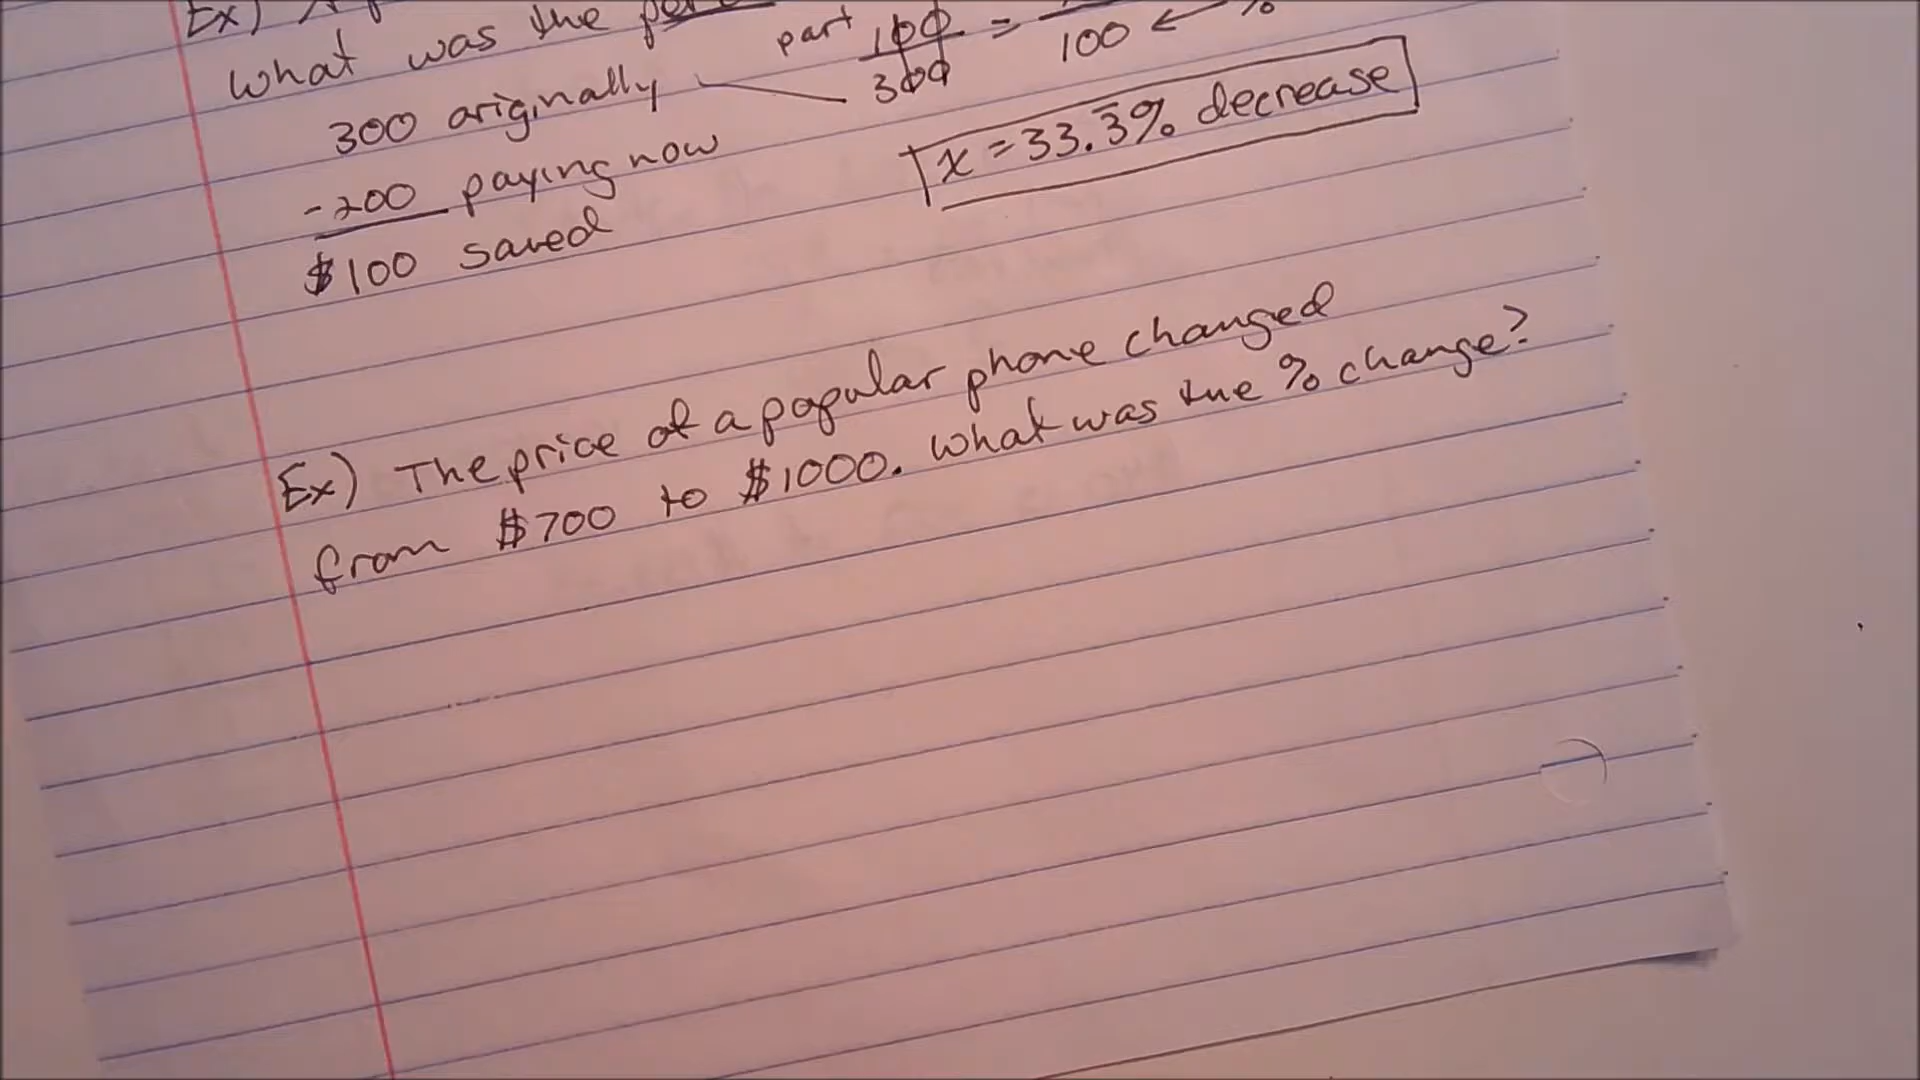 Ex)
what was the
300 originally
-200 paying now
$100 saved
part 100/300 = /100 ← %
x = 33.3% decrease
Ex) The price of a popular phone changed
from $700 to $1000. What was the % change?